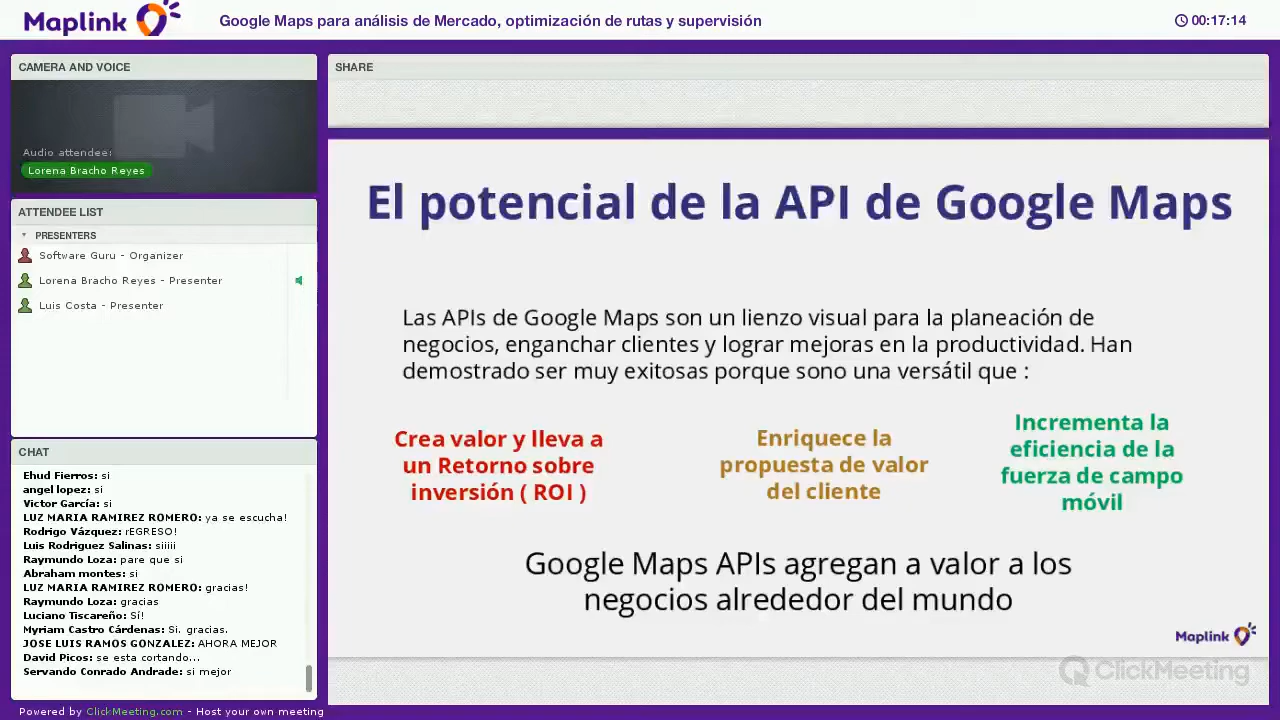 Maplink
Google Maps para análisis de Mercado, optimización de rutas y supervisión
00:17:14
CAMERA AND VOICE
Audio attendee:
Lorena Bracho Reyes
ATTENDEE LIST
PRESENTERS
Software Guru - Organizer
Lorena Bracho Reyes - Presenter
Luis Costa - Presenter
CHAT
Ehud Fierros: si
angel lopez: si
Victor García: si
LUZ MARIA RAMIREZ ROMERO: ya se escucha!
Rodrigo Vázquez: rEGRESO!
Luis Rodriguez Salinas: siiiii
Raymundo Loza: pare que si
Abraham montes: si
LUZ MARIA RAMIREZ ROMERO: gracias!
Raymundo Loza: gracias
Luciano Tiscareño: Sí!
Myriam Castro Cárdenas: Si. gracias.
JOSE LUIS RAMOS GONZALEZ: AHORA MEJOR
David Picos: se esta cortando...
Servando Conrado Andrade: si mejor
Powered by ClickMeeting.com - Host your own meeting
SHARE
El potencial de la API de Google Maps
Las APIs de Google Maps son un lienzo visual para la planeación de
negocios, enganchar clientes y lograr mejoras en la productividad. Han
demostrado ser muy exitosas porque sono una versátil que :
Crea valor y lleva a
un Retorno sobre
inversión ( ROI )
Enriquece la
propuesta de valor
del cliente
Incrementa la
eficiencia de la
fuerza de campo
móvil
Google Maps APIs agregan a valor a los
negocios alrededor del mundo
Maplink
ClickMeeting